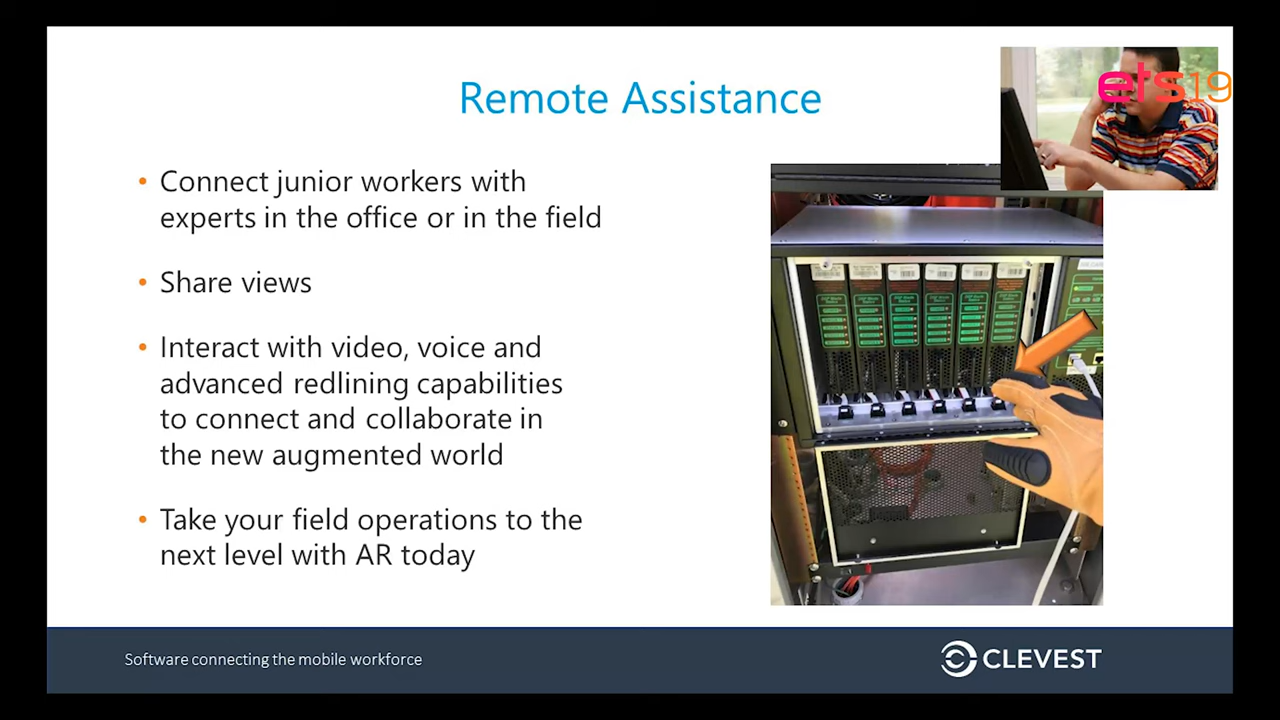 Remote Assistance
ets19
• Connect junior workers with
experts in the office or in the field
• Share views
• Interact with video, voice and
advanced redlining capabilities
to connect and collaborate in
the new augmented world
• Take your field operations to the
next level with AR today
Software connecting the mobile workforce
CLEVEST